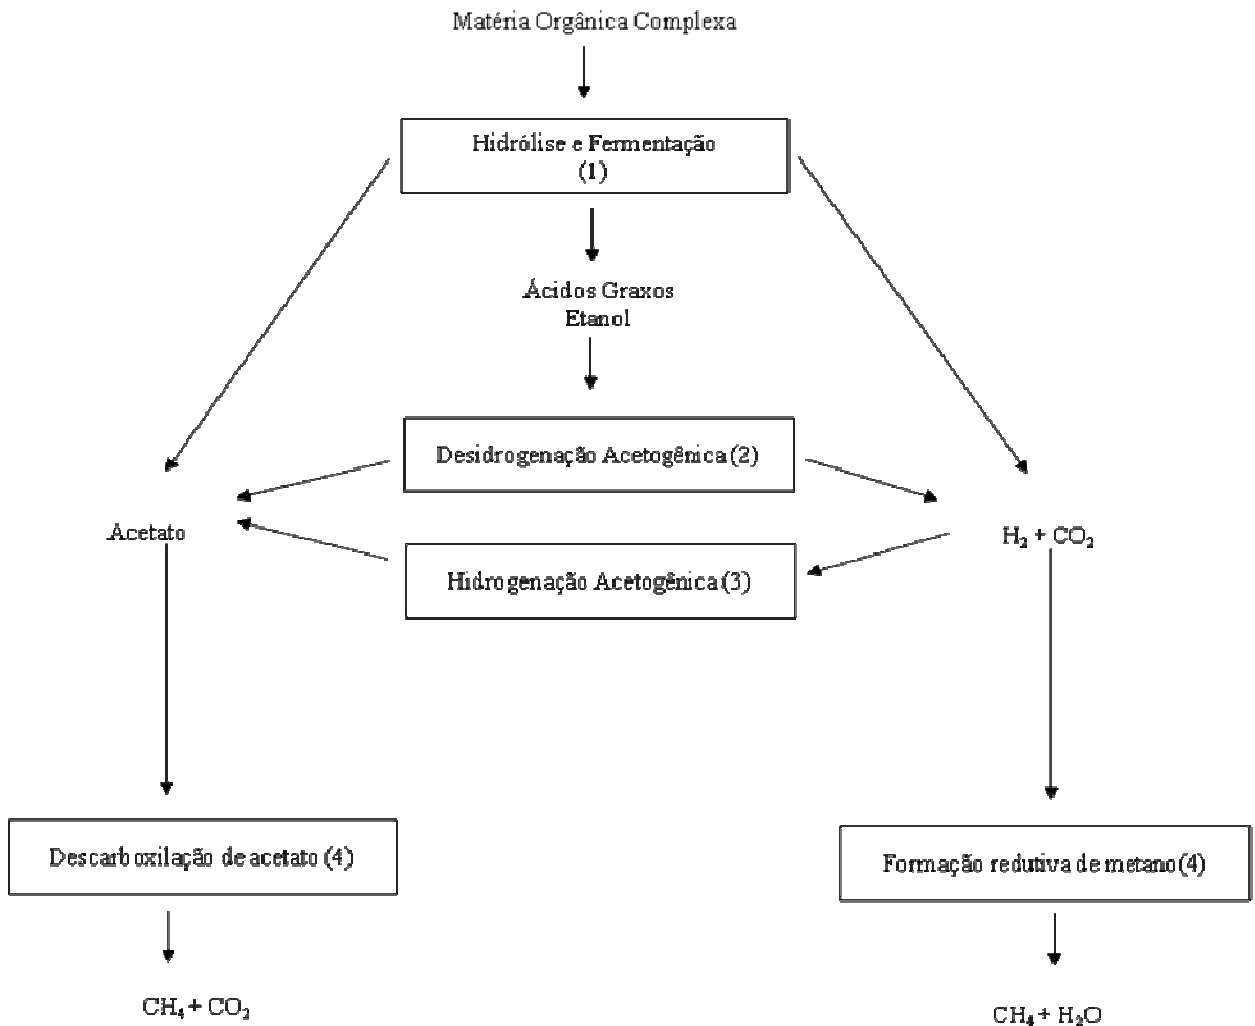 Matéria Orgânica Complexa
Hidrólise e Fermentação
(1)
Ácidos Graxos
Etanol
Desidrogenação Acetogênica (2)
Acetato
H₂ + CO₂
Hidrogenação Acetogênica (3)
Descarboxilação de acetato (4)
Formação redutiva de metano (4)
CH₄ + CO₂
CH₄ + H₂O